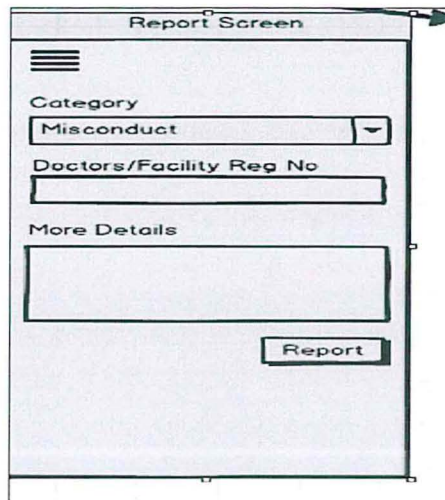 Report Screen
Category
Misconduct
Doctors/Facility Reg No
More Details
Report